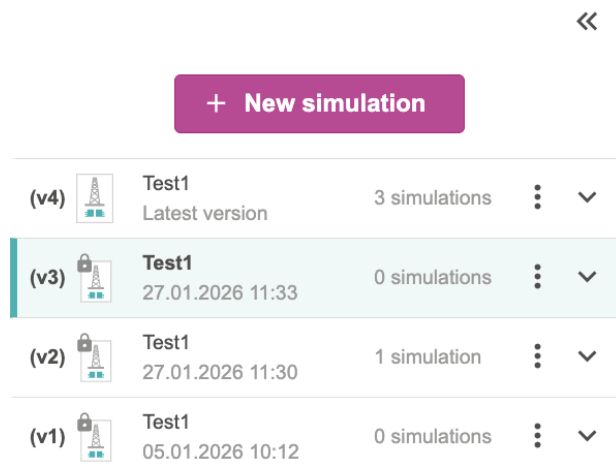 + New simulation
(v4) Test1 3 simulations
Latest version
(v3) Test1 0 simulations
27.01.2026 11:33
(v2) Test1 1 simulation
27.01.2026 11:30
(v1) Test1 0 simulations
05.01.2026 10:12